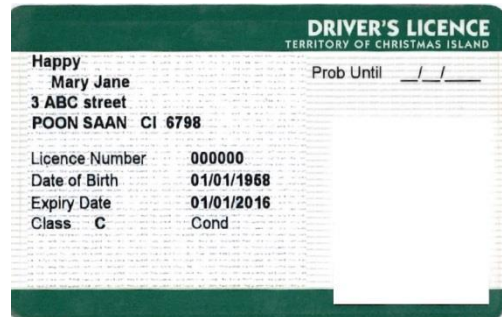 DRIVER'S LICENCE
TERRITORY OF CHRISTMAS ISLAND
Happy
Mary Jane
3 ABC street
POON SAAN CI 6798
Prob Until __/__/____
Licence Number 000000
Date of Birth 01/01/1968
Expiry Date 01/01/2016
Class C Cond